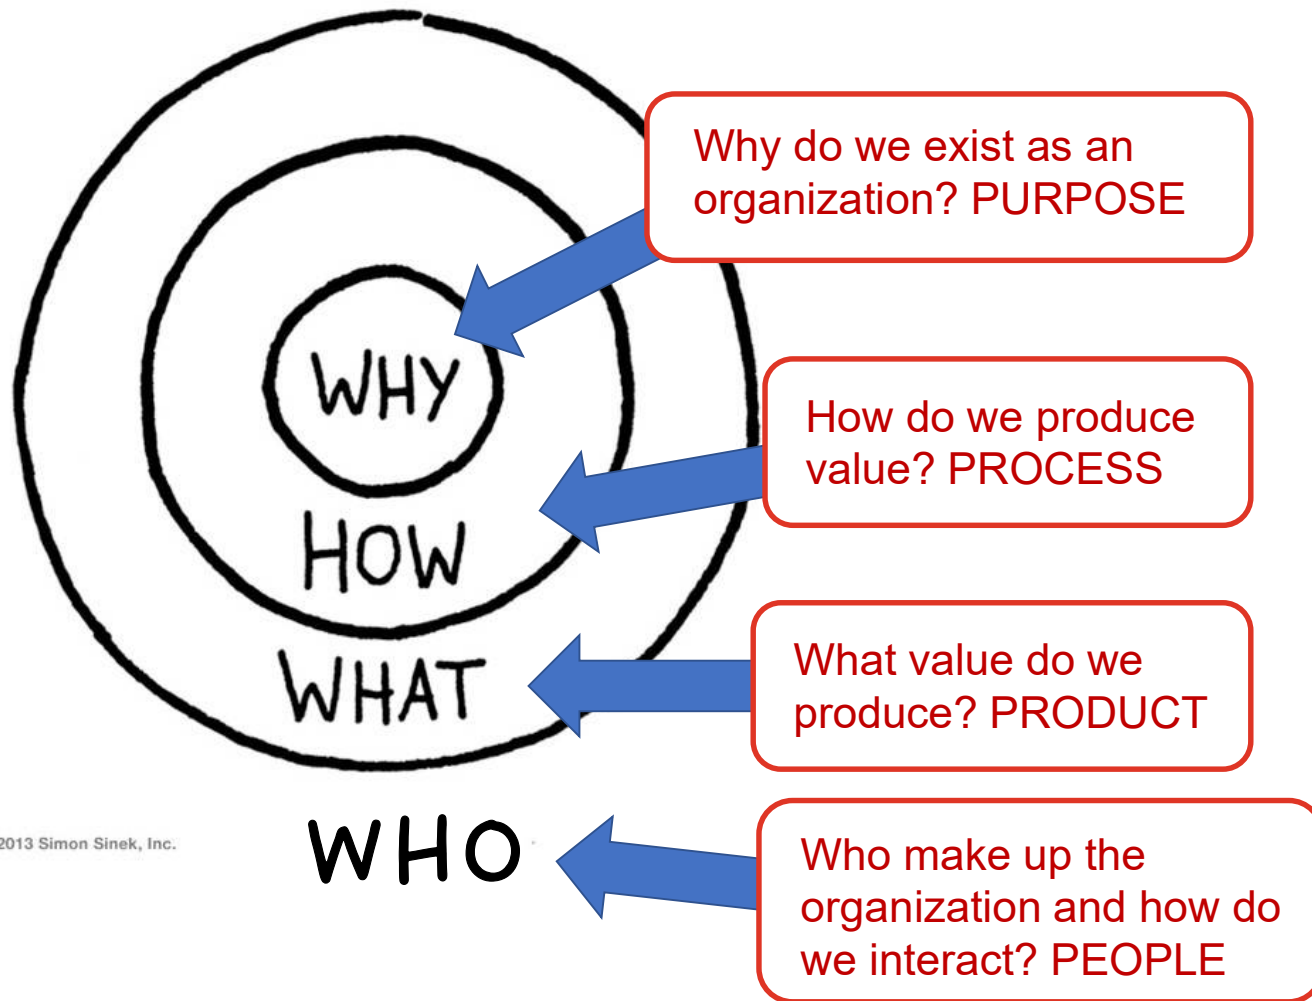 Why do we exist as an
organization? PURPOSE
WHY
How do we produce
value? PROCESS
HOW
What value do we
produce? PRODUCT
WHAT
Who make up the
organization and how do
we interact? PEOPLE
WHO
2013 Simon Sinek, Inc.